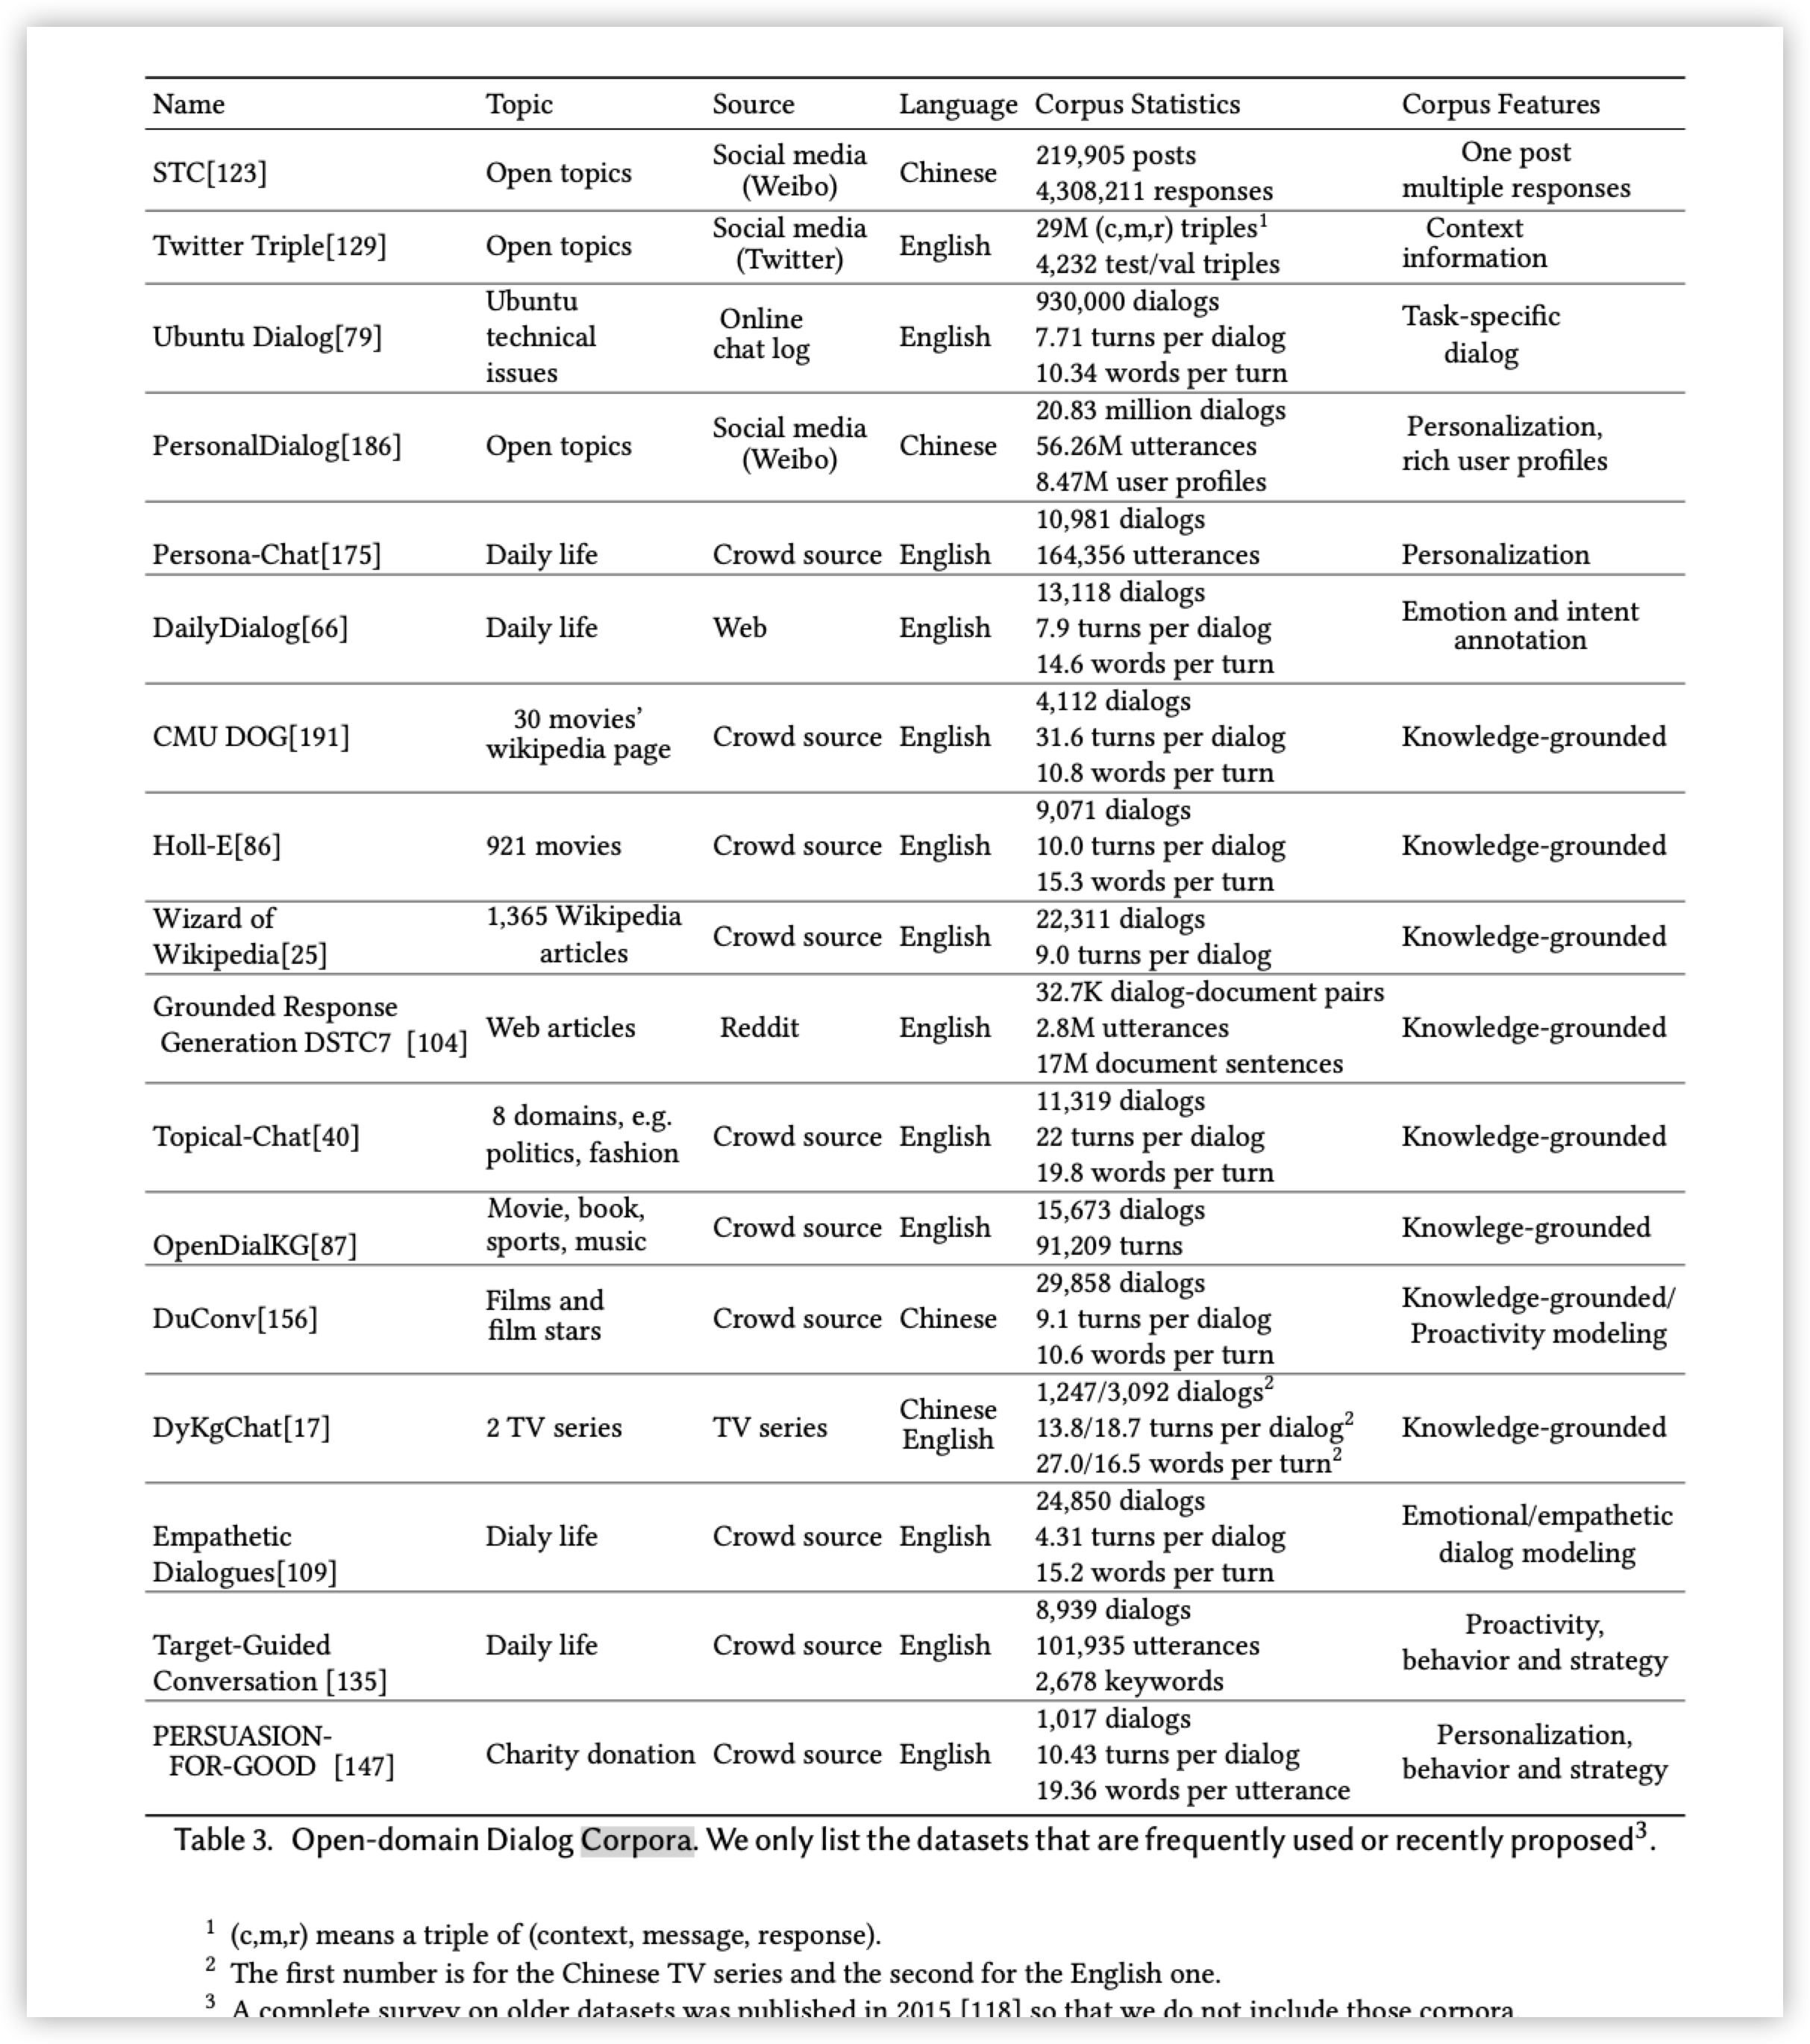 Name Topic Source Language Corpus Statistics Corpus Features
STC[123] Open topics Social media (Weibo) Chinese 219,905 posts 4,308,211 responses One post multiple responses
Twitter Triple[129] Open topics Social media (Twitter) English 29M (c,m,r) triples¹ 4,232 test/val triples Context information
Ubuntu Dialog[79] Ubuntu technical issues Online chat log English 930,000 dialogs 7.71 turns per dialog 10.34 words per turn Task-specific dialog
PersonalDialog[186] Open topics Social media (Weibo) Chinese 20.83 million dialogs 56.26M utterances 8.47M user profiles Personalization, rich user profiles
Persona-Chat[175] Daily life Crowd source English 10,981 dialogs 164,356 utterances Personalization
DailyDialog[66] Daily life Web English 13,118 dialogs 7.9 turns per dialog 14.6 words per turn Emotion and intent annotation
CMU DOG[191] 30 movies’ wikipedia page Crowd source English 4,112 dialogs 31.6 turns per dialog 10.8 words per turn Knowledge-grounded
Holl-E[86] 921 movies Crowd source English 9,071 dialogs 10.0 turns per dialog 15.3 words per turn Knowledge-grounded
Wizard of Wikipedia[25] 1,365 Wikipedia articles Crowd source English 22,311 dialogs 9.0 turns per dialog Knowledge-grounded
Grounded Response Generation DSTC7 [104] Web articles Reddit English 32.7K dialog-document pairs 2.8M utterances 17M document sentences Knowledge-grounded
Topical-Chat[40] 8 domains, e.g. politics, fashion Crowd source English 11,319 dialogs 22 turns per dialog 19.8 words per turn Knowledge-grounded
OpenDialKG[87] Movie, book, sports, music Crowd source English 15,673 dialogs 91,209 turns Knowlege-grounded
DuConv[156] Films and film stars Crowd source Chinese 29,858 dialogs 9.1 turns per dialog 10.6 words per turn Knowledge-grounded/ Proactivity modeling
DyKgChat[17] 2 TV series TV series Chinese English 1,247/3,092 dialogs² 13.8/18.7 turns per dialog² 27.0/16.5 words per turn² Knowledge-grounded
Empathetic Dialogues[109] Dialy life Crowd source English 24,850 dialogs 4.31 turns per dialog 15.2 words per turn Emotional/empathetic dialog modeling
Target-Guided Conversation [135] Daily life Crowd source English 8,939 dialogs 101,935 utterances 2,678 keywords Proactivity, behavior and strategy
PERSUASION-FOR-GOOD [147] Charity donation Crowd source English 1,017 dialogs 10.43 turns per dialog 19.36 words per utterance Personalization, behavior and strategy
Table 3. Open-domain Dialog Corpora. We only list the datasets that are frequently used or recently proposed³.
¹ (c,m,r) means a triple of (context, message, response).
² The first number is for the Chinese TV series and the second for the English one.
³ A complete survey on older datasets was published in 2015 [118] so that we do not include those corpora